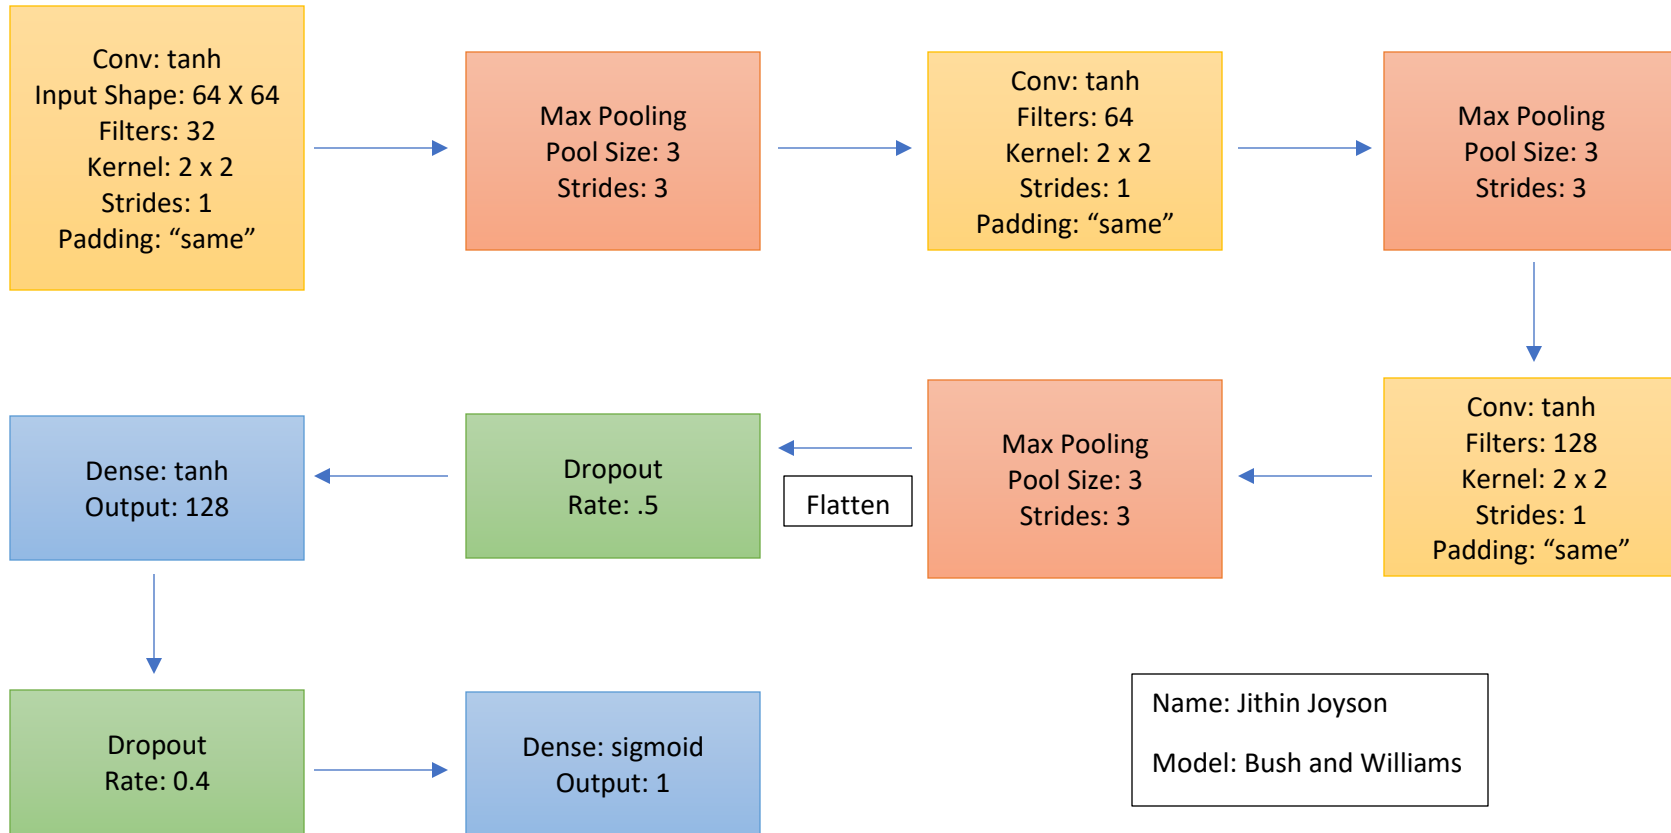 Conv: tanh
Input Shape: 64 X 64
Filters: 32
Kernel: 2 x 2
Strides: 1
Padding: “same”
Max Pooling
Pool Size: 3
Strides: 3
Conv: tanh
Filters: 64
Kernel: 2 x 2
Strides: 1
Padding: “same”
Max Pooling
Pool Size: 3
Strides: 3
Conv: tanh
Filters: 128
Kernel: 2 x 2
Strides: 1
Padding: “same”
Max Pooling
Pool Size: 3
Strides: 3
Flatten
Dropout
Rate: .5
Dense: tanh
Output: 128
Dropout
Rate: 0.4
Dense: sigmoid
Output: 1
Name: Jithin Joyson
Model: Bush and Williams